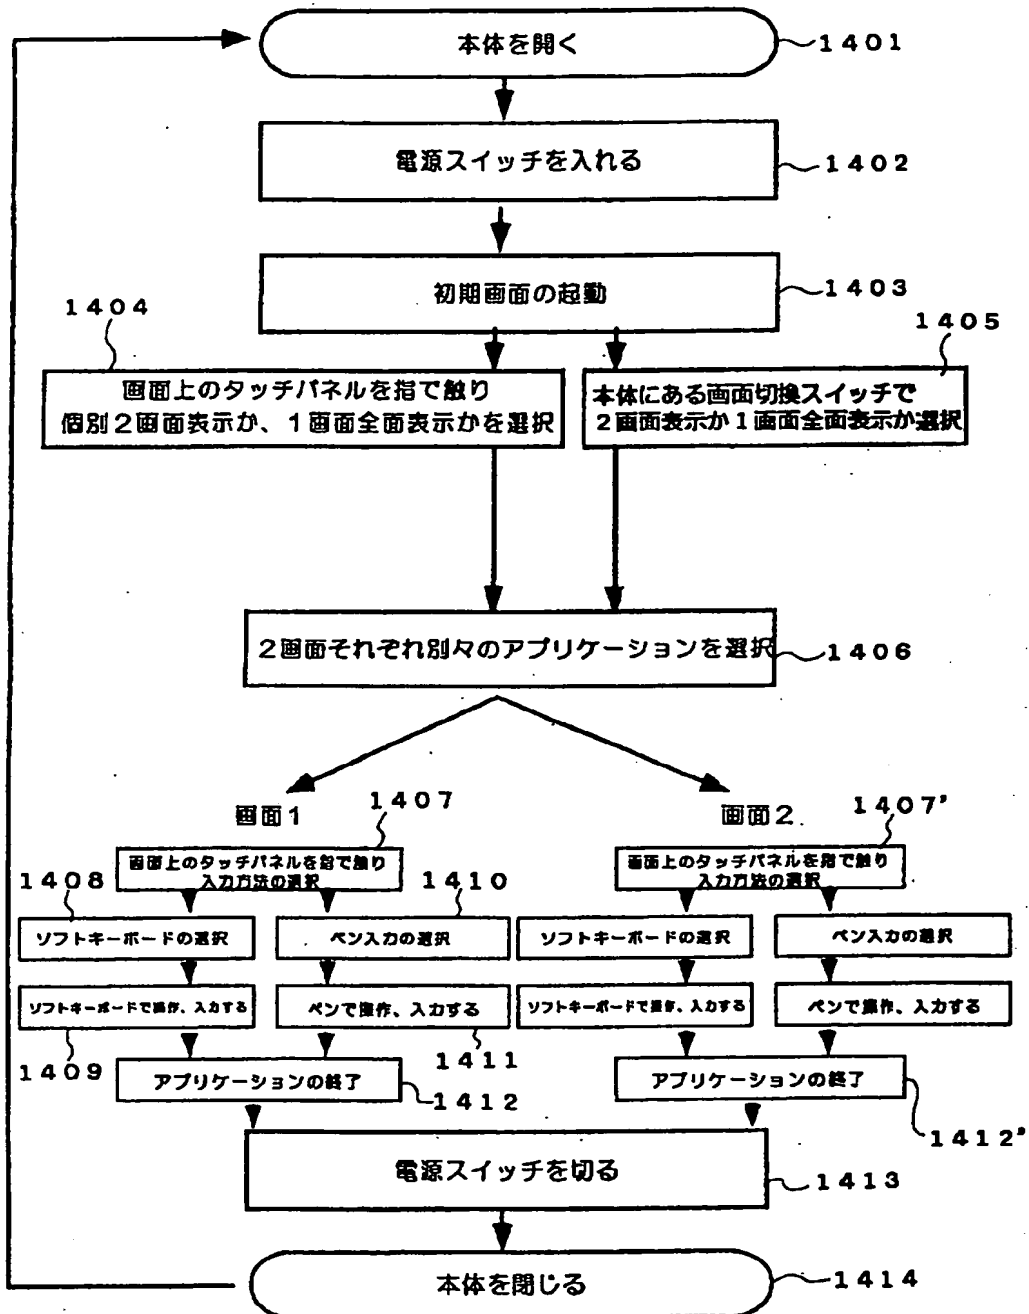 本体を開く
1401
電源スイッチを入れる
1402
初期画面の起動
1403
1404
1405
画面上のタッチパネルを指で触り
個別2画面表示か、1画面全面表示かを選択
本体にある画面切換スイッチで
2画面表示か1画面全面表示か選択
2画面それぞれ別々のアプリケーションを選択
1406
画面1
1407
画面2
1407'
画面上のタッチパネルを指で触り
入力方法の選択
画面上のタッチパネルを指で触り
入力方法の選択
1408
1410
ソフトキーボードの選択
ペン入力の選択
ソフトキーボードの選択
ペン入力の選択
ソフトキーボードで操作、入力する
ペンで操作、入力する
ソフトキーボードで操作、入力する
ペンで操作、入力する
1409
1411
アプリケーションの終了
1412
アプリケーションの終了
1412'
電源スイッチを切る
1413
本体を閉じる
1414